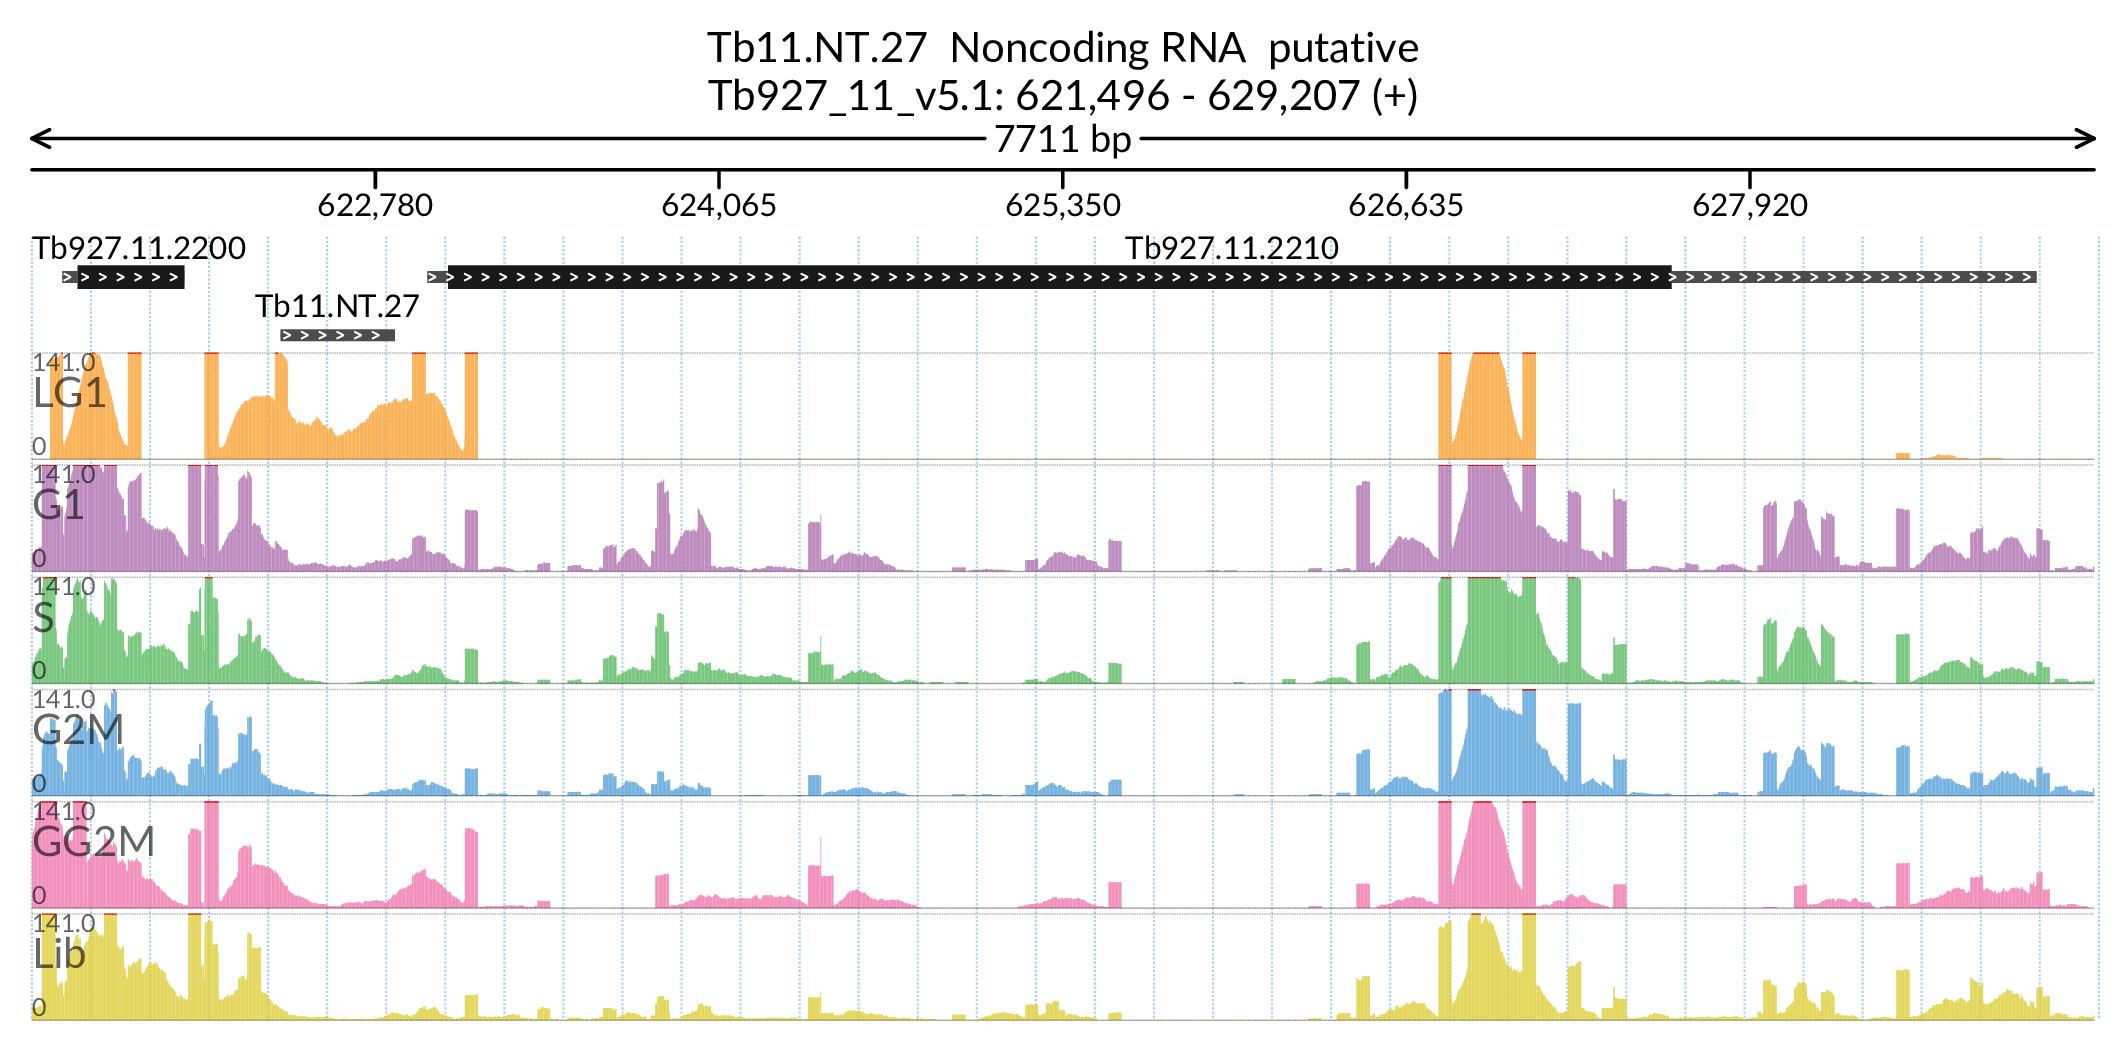 Tb11.NT.27  Noncoding RNA  putative
Tb927_11_v5.1: 621,496 - 629,207 (+)
7711 bp
622,780 624,065 625,350 626,635 627,920
Tb927.11.2200 Tb927.11.2210
Tb11.NT.27
141.0
LG1
0
141.0
G1
0
141.0
S
0
141.0
G2M
0
141.0
GG2M
0
141.0
Lib
0